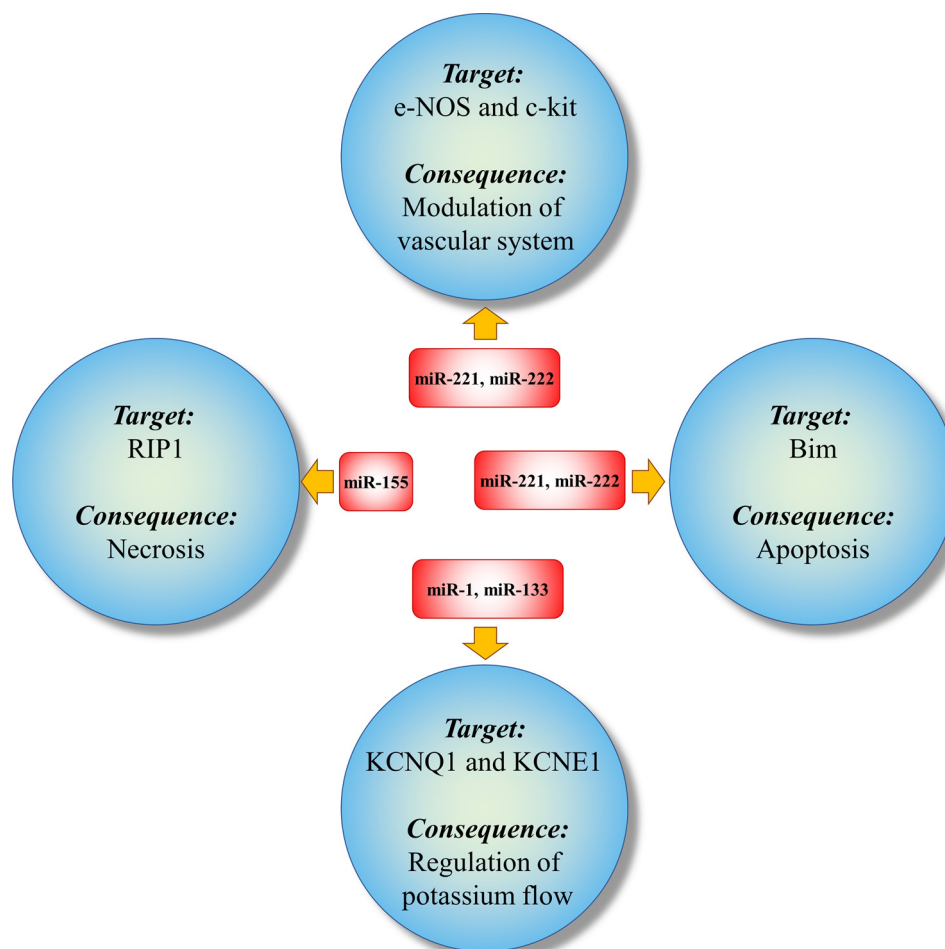 Target:
e-NOS and c-kit
Consequence:
Modulation of
vascular system
miR-221, miR-222
Target:
RIP1
Consequence:
Necrosis
miR-155
miR-221, miR-222
Target:
Bim
Consequence:
Apoptosis
miR-1, miR-133
Target:
KCNQ1 and KCNE1
Consequence:
Regulation of
potassium flow